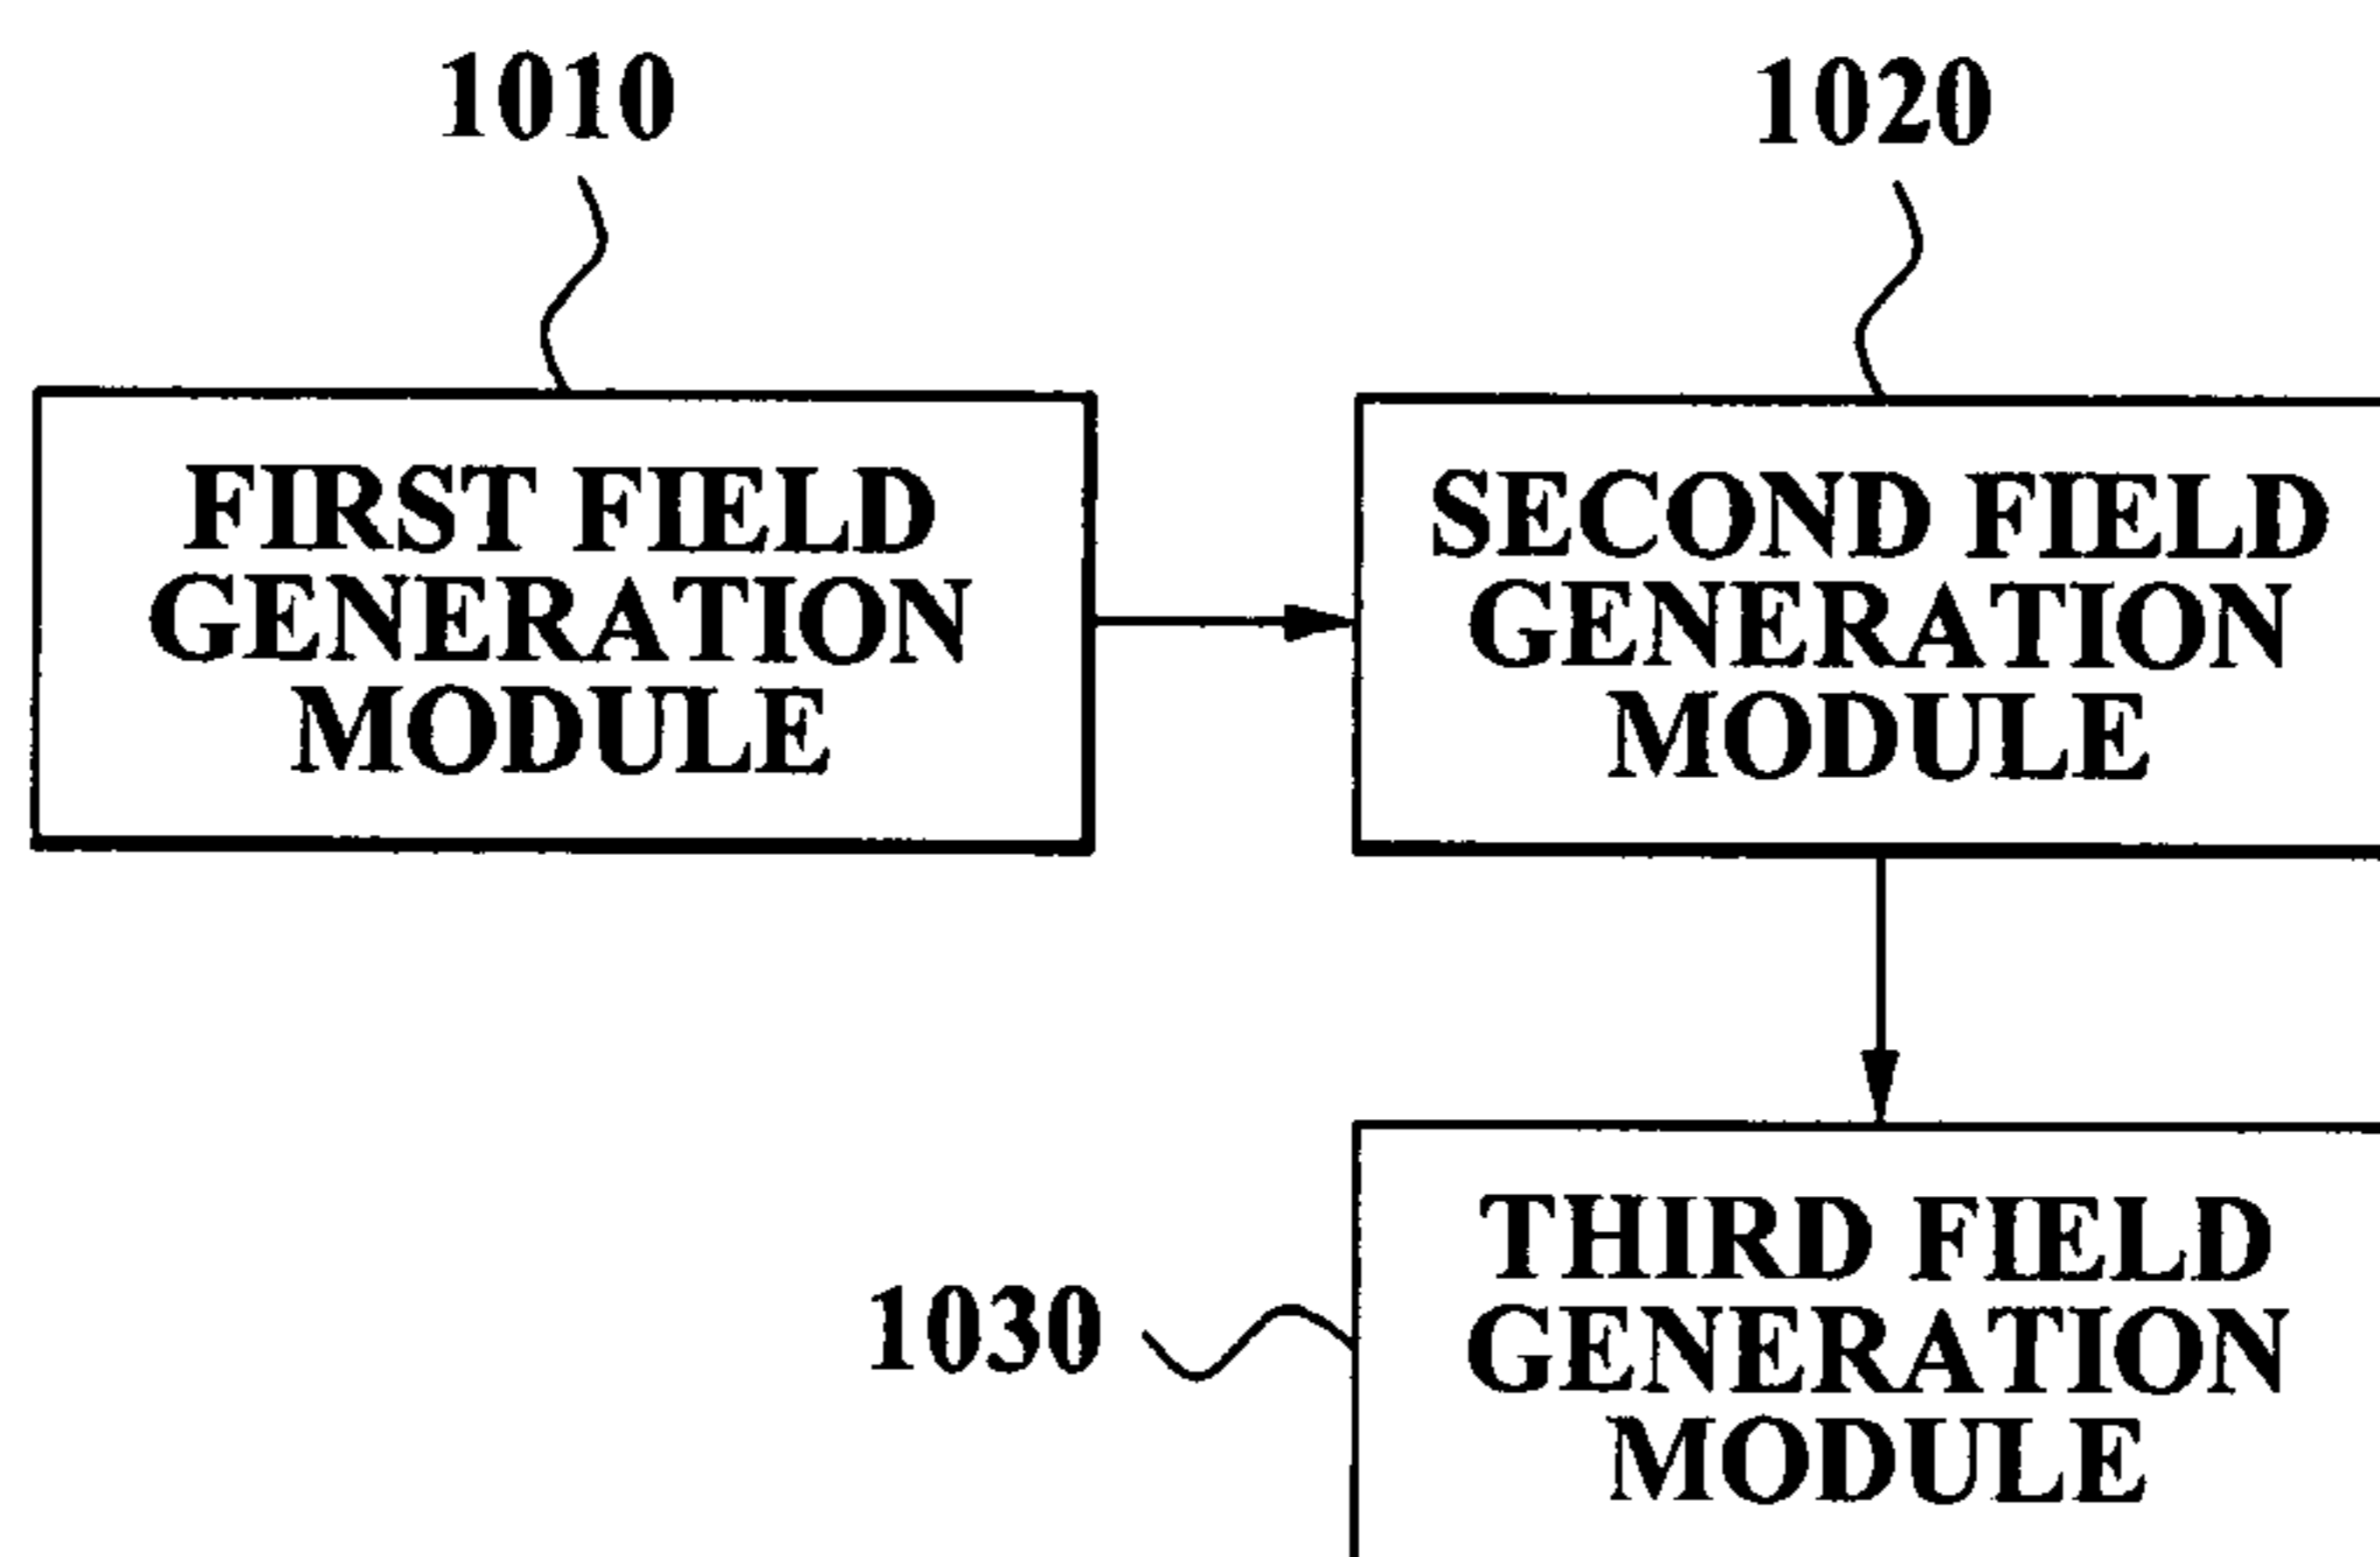 1010
1020
FIRST FIELD
GENERATION
MODULE
SECOND FIELD
GENERATION
MODULE
1030
THIRD FIELD
GENERATION
MODULE